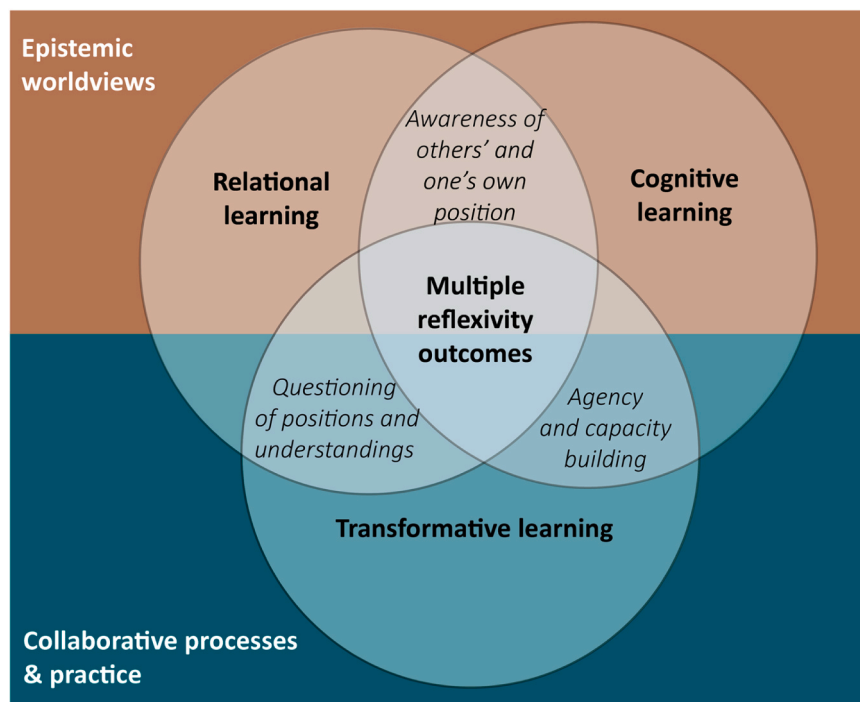 Epistemic
worldviews
Awareness of
others’ and
one’s own
position
Relational
learning
Cognitive
learning
Multiple
reflexivity
outcomes
Questioning
of positions and
understandings
Agency
and capacity
building
Transformative learning
Collaborative processes
& practice